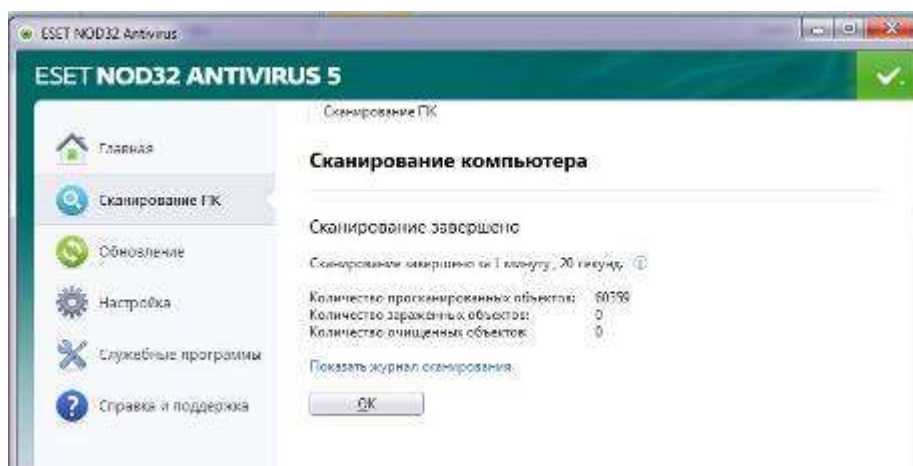 ESET NOD32 Antivirus
ESET NOD32 ANTIVIRUS 5
Сканирование ПК
Главная
Сканирование компьютера
Сканирование ПК
Сканирование завершено
Обновление
Сканирование завершено за 1 минуту, 20 секунд.
Настройка
Количество просканированных объектов: 60359
Количество зараженных объектов: 0
Количество очищенных объектов: 0
Служебные программы
Показать журнал сканирования
Справка и поддержка
OK